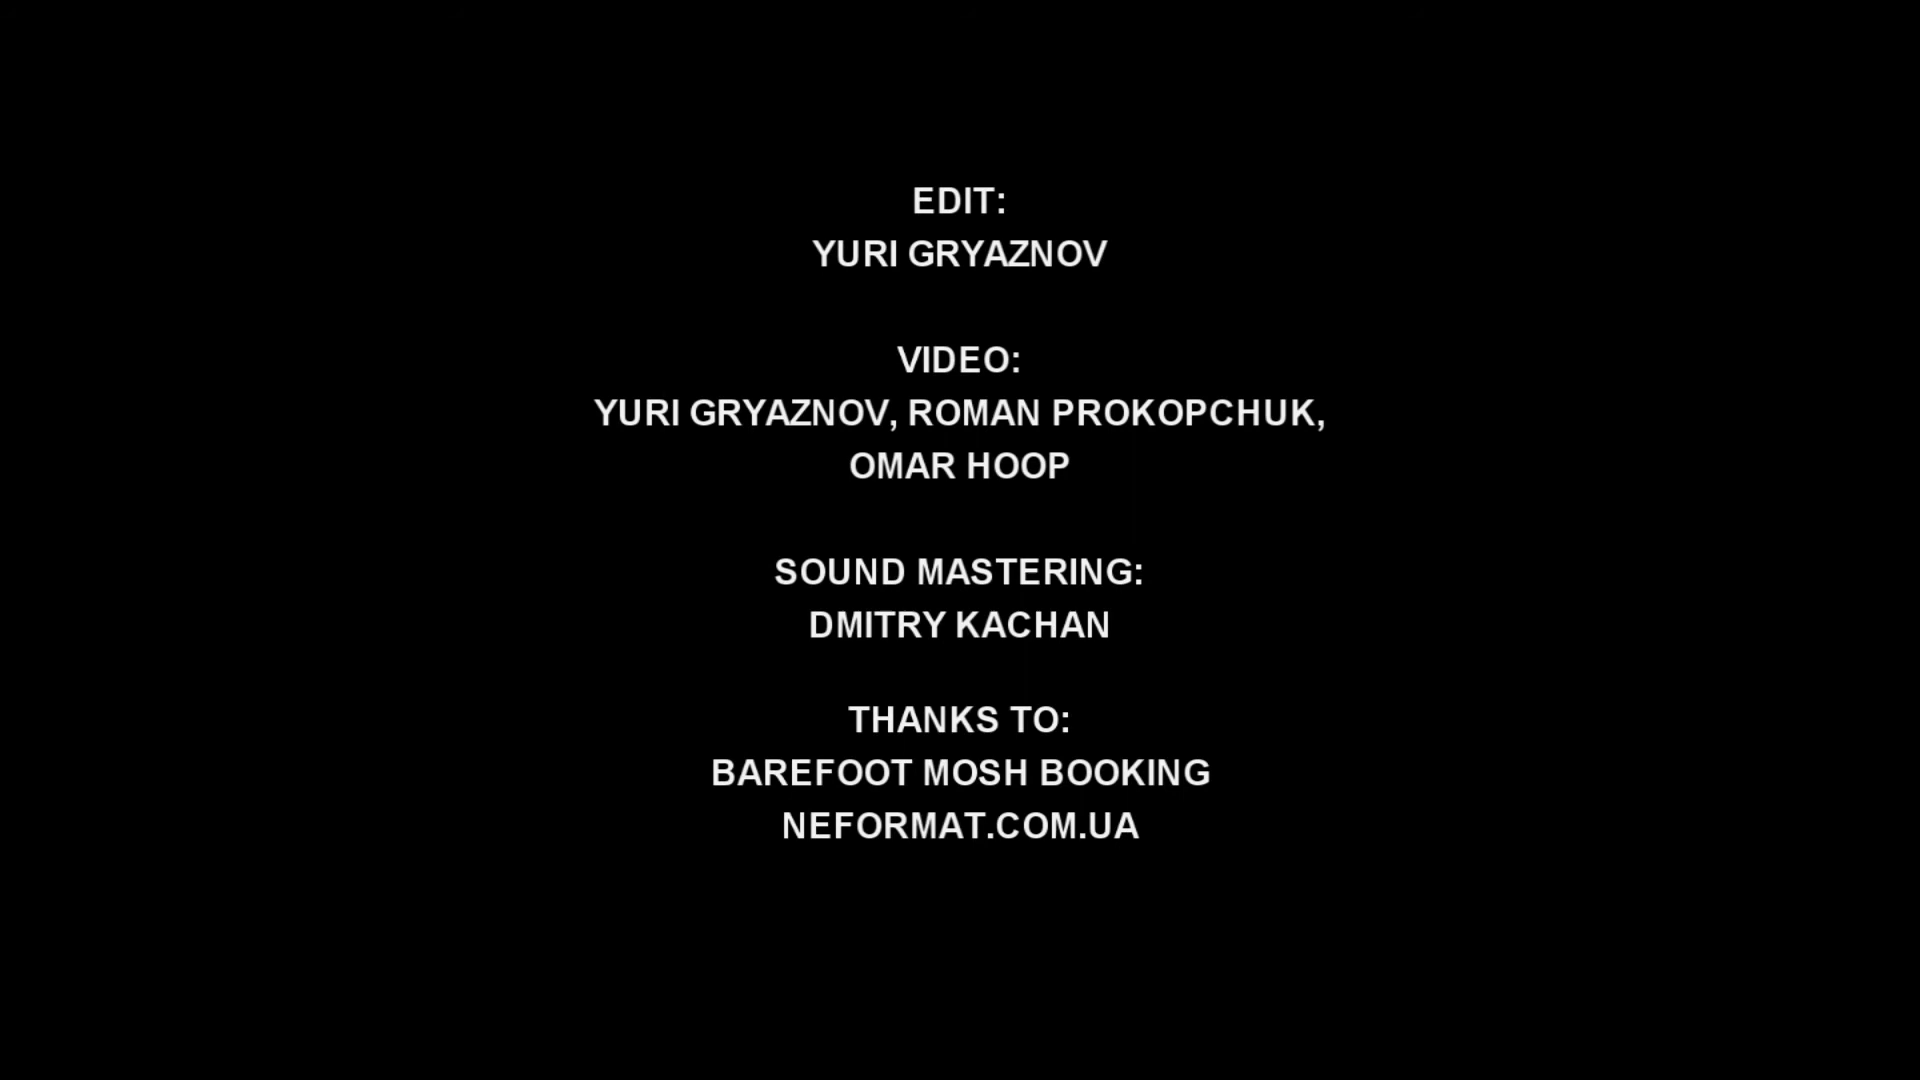 EDIT:
YURI GRYAZNOV
VIDEO:
YURI GRYAZNOV, ROMAN PROKOPCHUK,
OMAR HOOP
SOUND MASTERING:
DMITRY KACHAN
THANKS TO:
BAREFOOT MOSH BOOKING
NEFORMAT.COM.UA